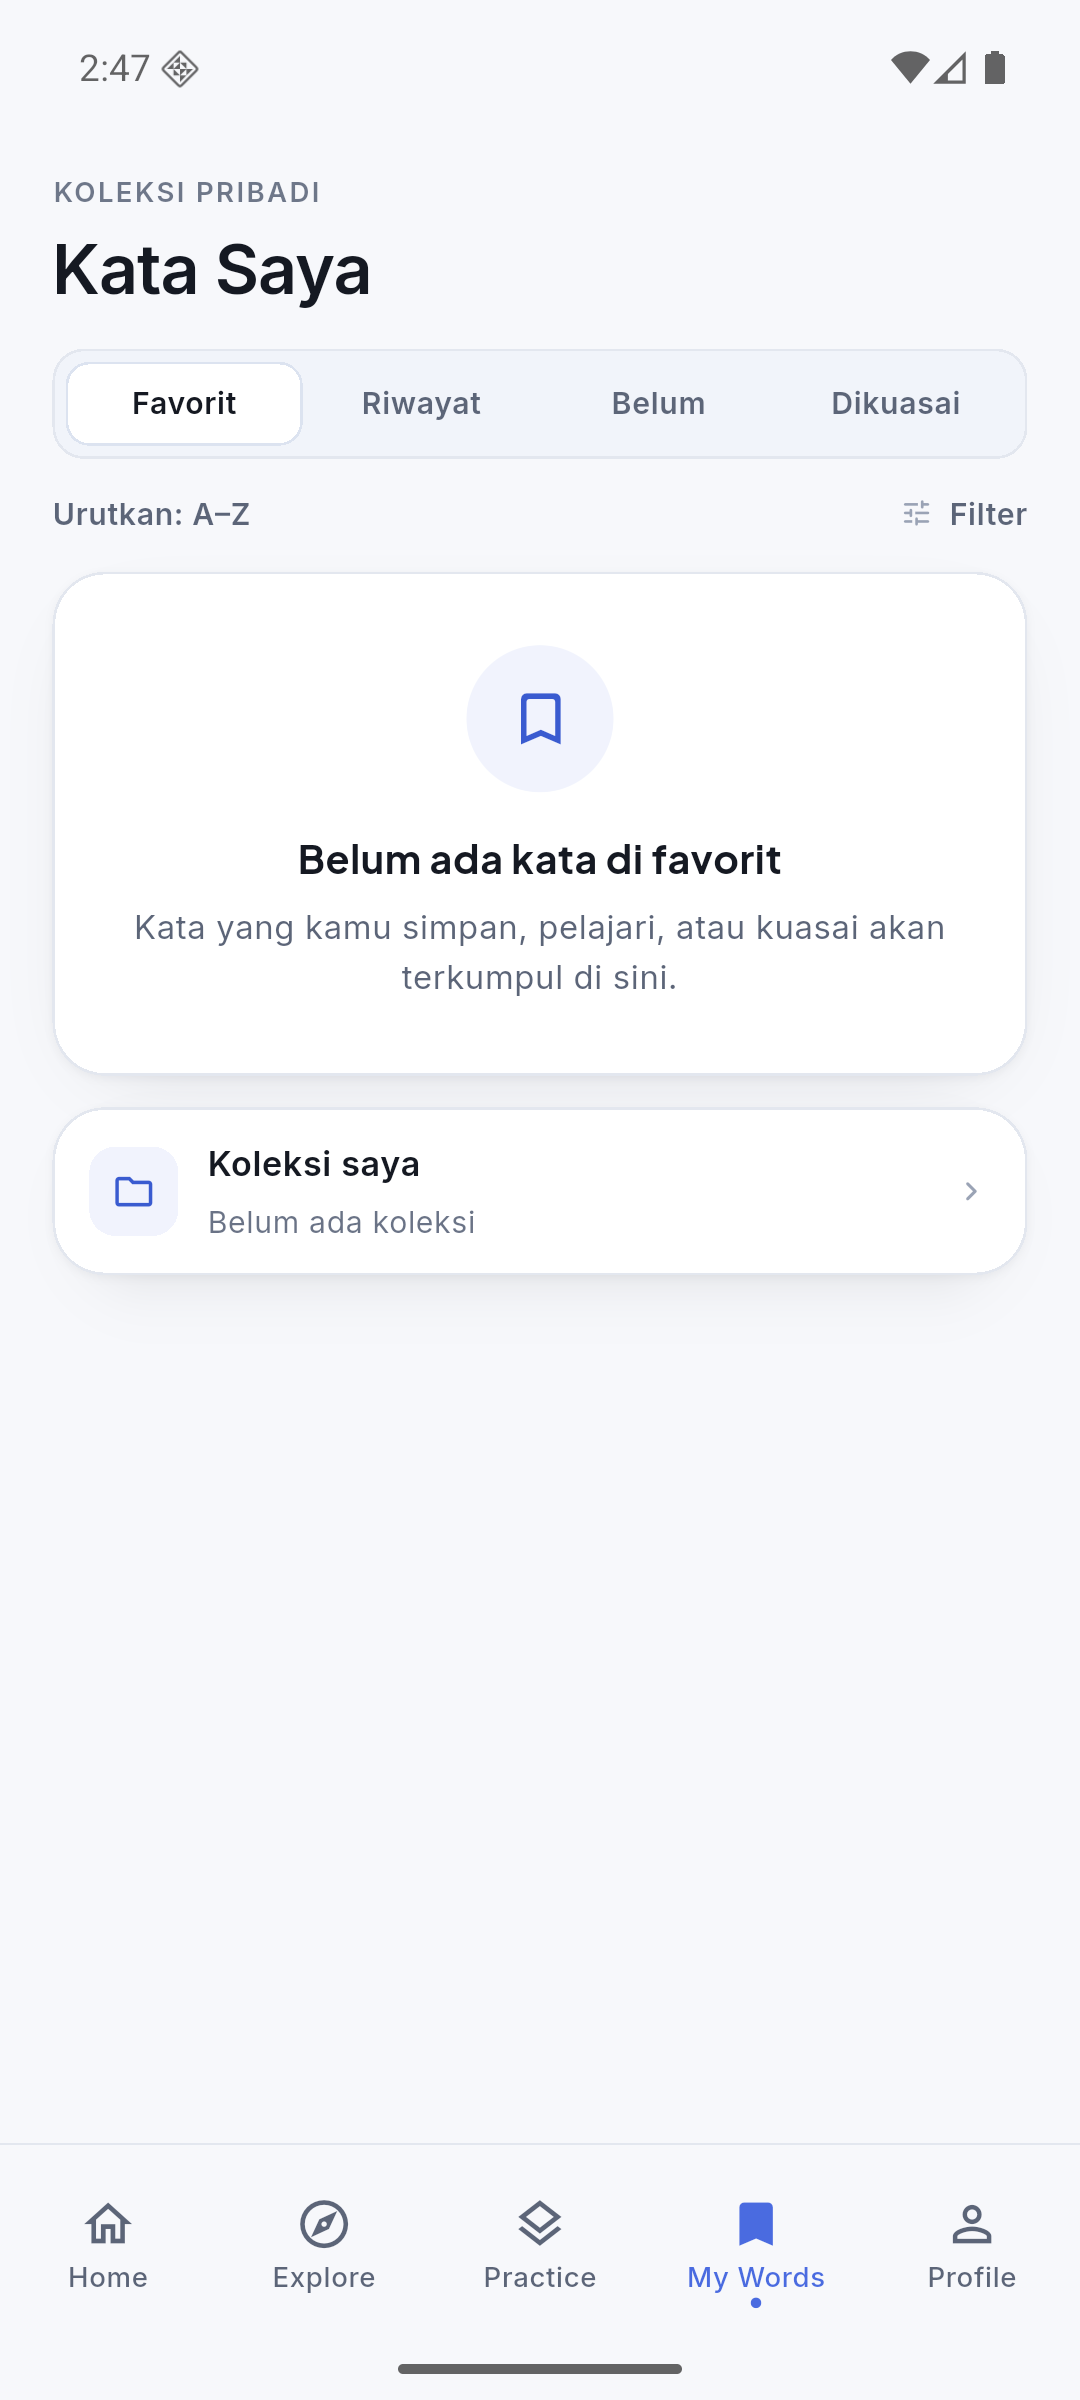 2:47
KOLEKSI PRIBADI
Kata Saya
Favorit
Riwayat
Belum
Dikuasai
Urutkan: A–Z
Filter
Belum ada kata di favorit
Kata yang kamu simpan, pelajari, atau kuasai akan
terkumpul di sini.
Koleksi saya
Belum ada koleksi
Home
Explore
Practice
My Words
Profile